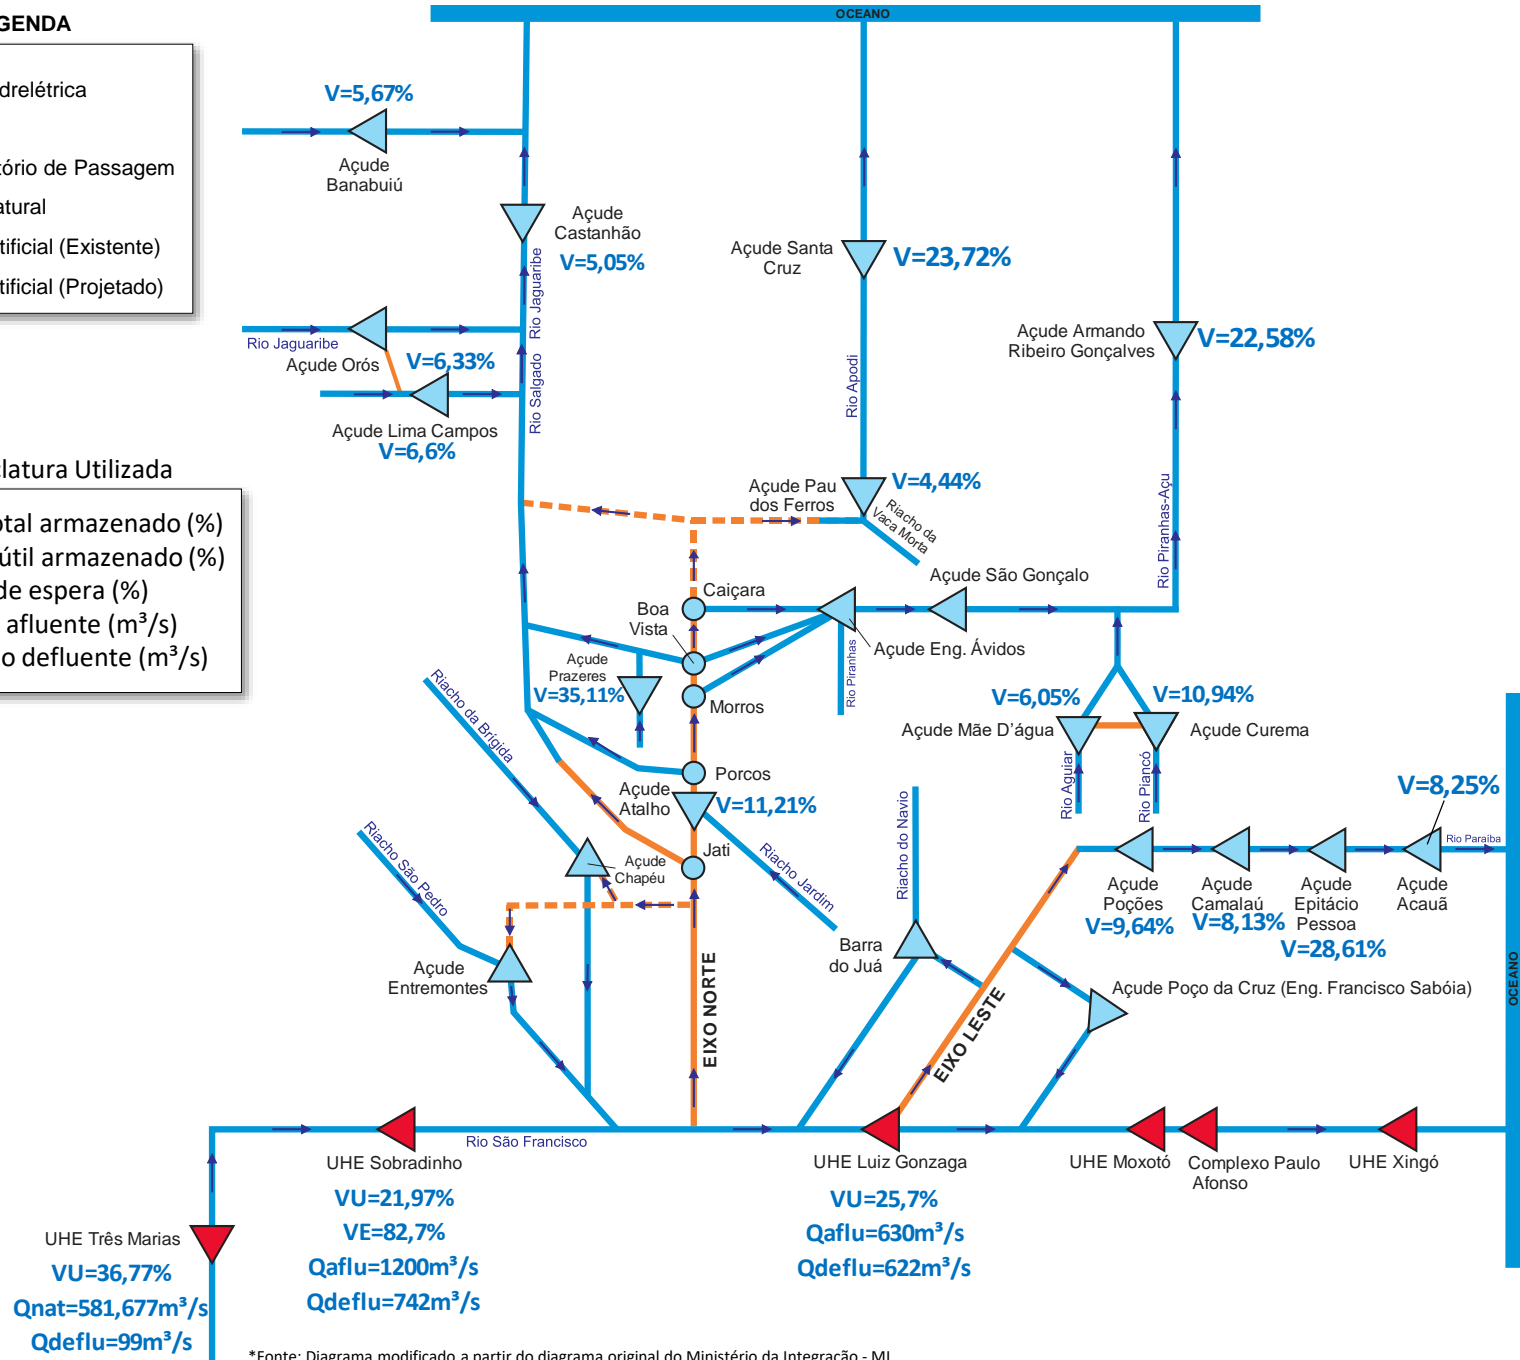 OCEANO
GENDA
drelétrica
tório de Passagem
atural
tificial (Existente)
tificial (Projetado)
V=5,67%
Açude
Banabuiú
Açude
Castanhão
V=5,05%
Rio Jaguaribe
Açude Santa
Cruz
V=23,72%
Rio Jaguaribe
Açude Orós
V=6,33%
Açude Lima Campos
V=6,6%
Rio Salgado
Rio Apodi
Açude Armando
Ribeiro Gonçalves
V=22,58%
clatura Utilizada
otal armazenado (%)
útil armazenado (%)
de espera (%)
afluente (m³/s)
o defluente (m³/s)
Açude Pau
dos Ferros
V=4,44%
Riacho da
Vaca Morta
Rio Piranhas-Açu
Açude São Gonçalo
Caiçara
Boa
Vista
Açude Eng. Ávidos
Rio Piranhas
Açude
Prazeres
V=35,11%
Morros
Riacho da Brígida
V=6,05%
V=10,94%
Açude Mãe D'água
Açude Curema
Rio Aguiar
Rio Piancó
Porcos
Açude
Atalho
V=11,21%
Jati
Riacho Jardim
Riacho do Navio
V=8,25%
Rio Paraíba
Riacho São Pedro
Açude
Chapéu
Açude
Poções
V=9,64%
Açude
Camalaú
V=8,13%
Açude
Epitácio
Pessoa
V=28,61%
Açude
Acauã
Açude
Entremontes
Barra
do Juá
Açude Poço da Cruz (Eng. Francisco Sabóia)
OCEANO
EIXO NORTE
EIXO LESTE
Rio São Francisco
UHE Sobradinho
VU=21,97%
VE=82,7%
Qaflu=1200m³/s
Qdeflu=742m³/s
UHE Luiz Gonzaga
VU=25,7%
Qaflu=630m³/s
Qdeflu=622m³/s
UHE Moxotó
Complexo Paulo
Afonso
UHE Xingó
UHE Três Marias
VU=36,77%
Qnat=581,677m³/s
Qdeflu=99m³/s
*Fonte: Diagrama modificado a partir do diagrama original do Ministério da Integração - MI